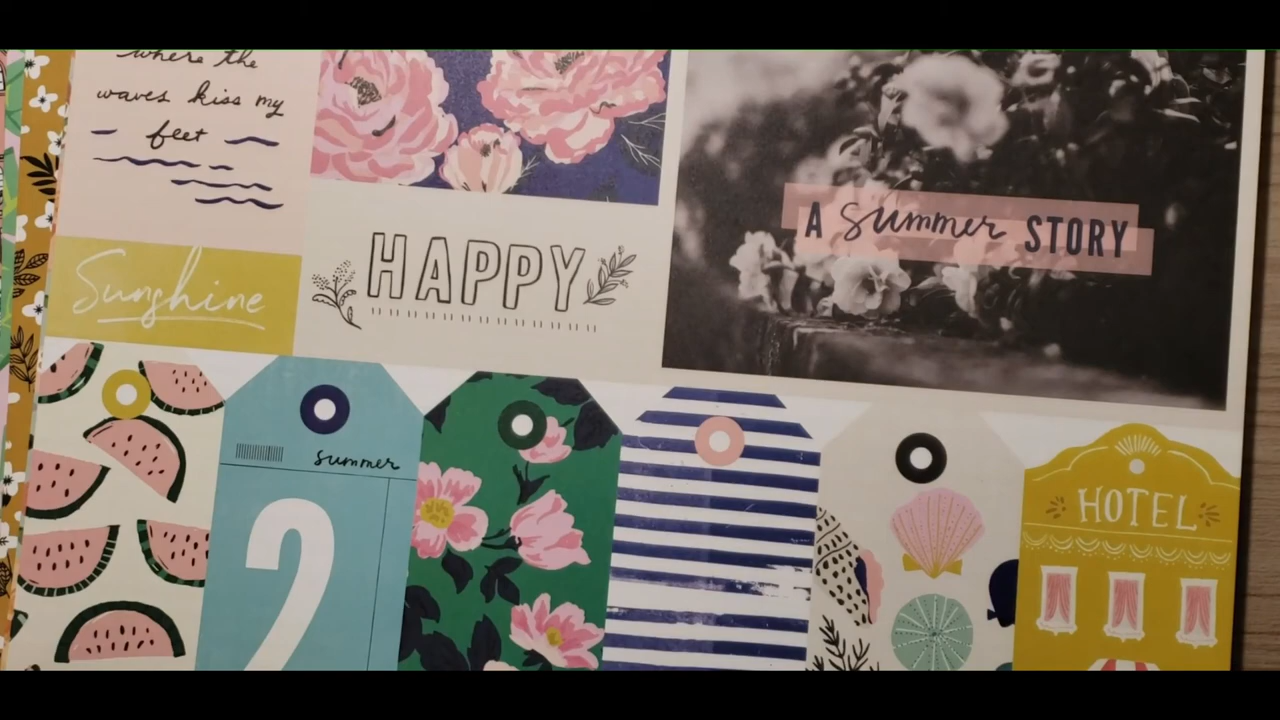 where the
waves kiss my
feet
Sunshine
HAPPY
A summer STORY
summer
2
HOTEL